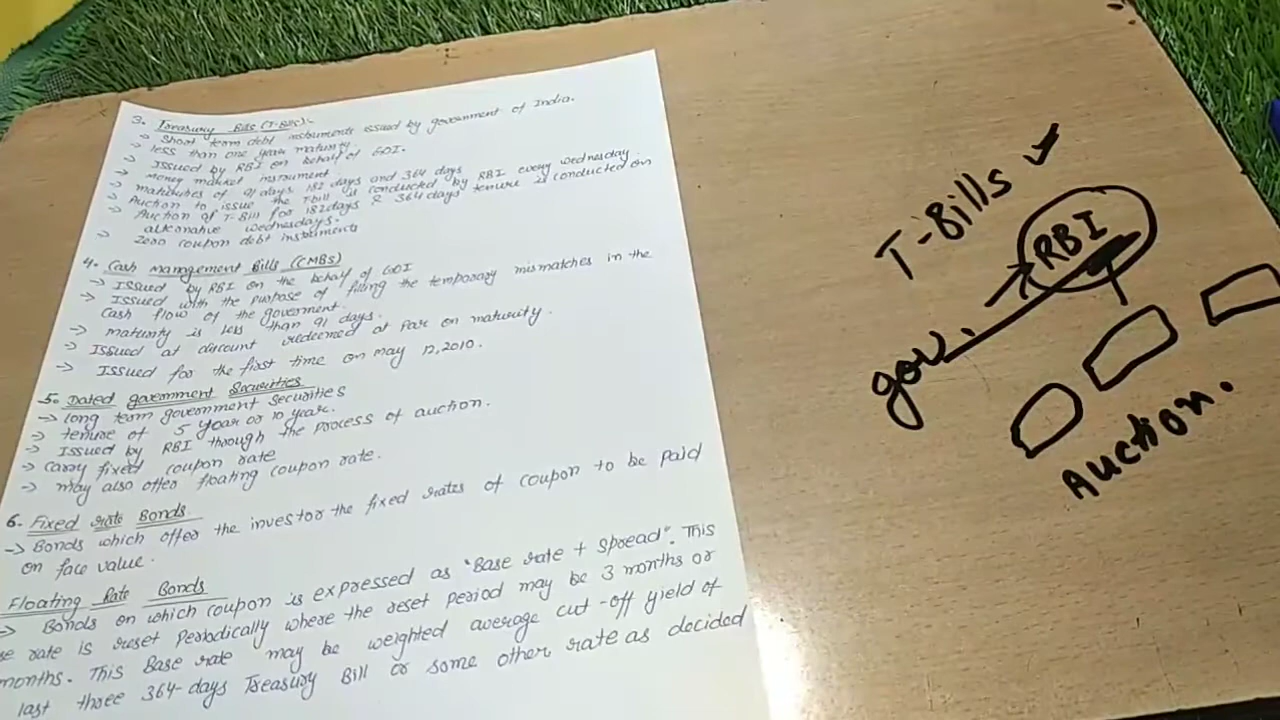 3. Treasury Bills (T-Bills):-
→ Short term debt instruments issued by government of India.
→ less than one year maturity
→ Issued by RBI on behalf of GOI.
→ Money market instrument
→ maturities of 91 days 182 days and 364 days
→ Auction to issue the T-bill is conducted by RBI every wednesday.
→ Auction of T-Bill for 182days & 364 days tenure is conducted on
alternative wednesdays.
→ Zero coupon debt instruments
4. Cash Management Bills (CMBs)
→ Issued by RBI on the behalf of GOI
→ Issued with the purpose of filling the temporary mismatches in the
Cash flow of the goverment.
→ maturity is less than 91 days.
→ Issued at discount redeemed at par on maturity.
→ Issued for the first time on may 12, 2010.
5. Dated government Securities
→ long term government Securities
→ tenure of 5 year or 10 year.
→ Issued by RBI through the process of auction.
→ Carry fixed coupon rate
→ may also offer floating coupon rate.
6. Fixed rate Bonds
→ Bonds which offer the investor the fixed rates of coupon to be paid
on face value.
Floating Rate Bonds
→ Bonds on which coupon is expressed as "Base rate + Spread". This
se rate is reset periodically where the reset period may be 3 months or
months. This Base rate may be weighted average cut-off yield of
last three 364-days Treasury Bill or some other rate as decided
T-Bills ✓
RBI
gov.
Auction.